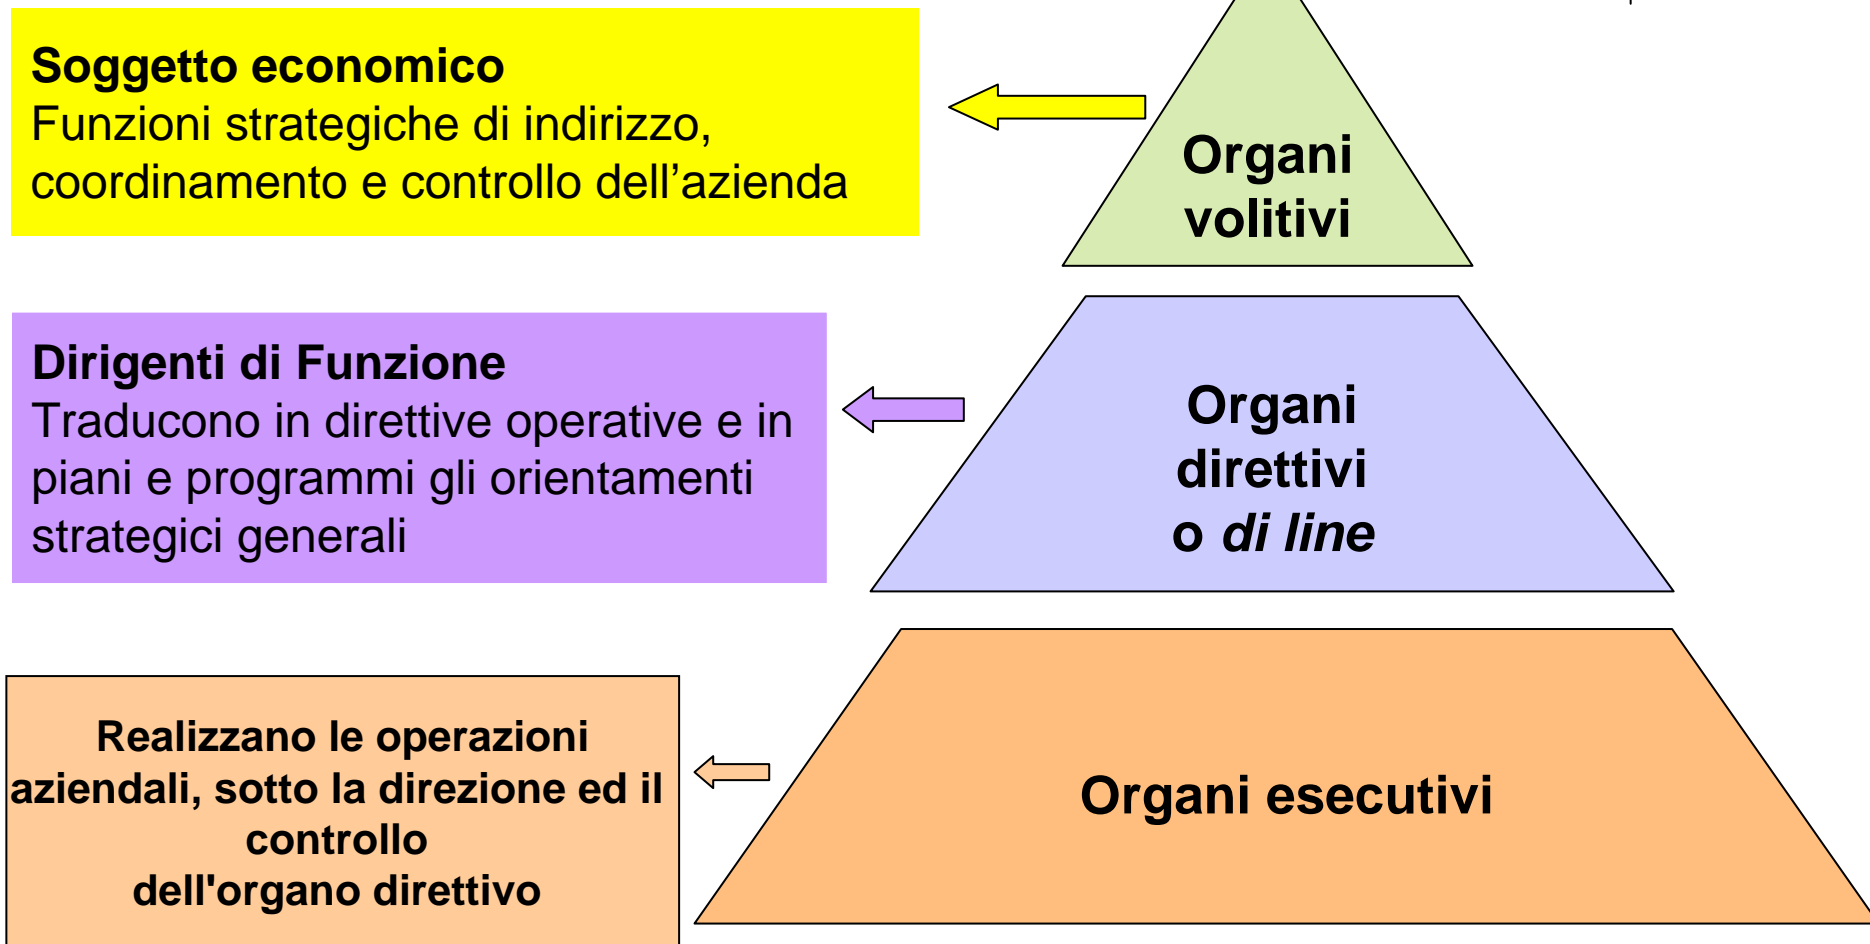 Soggetto economico
Funzioni strategiche di indirizzo,
coordinamento e controllo dell’azienda
Organi
volitivi
Dirigenti di Funzione
Traducono in direttive operative e in
piani e programmi gli orientamenti
strategici generali
Organi
direttivi
o di line
Realizzano le operazioni
aziendali, sotto la direzione ed il
controllo
dell'organo direttivo
Organi esecutivi